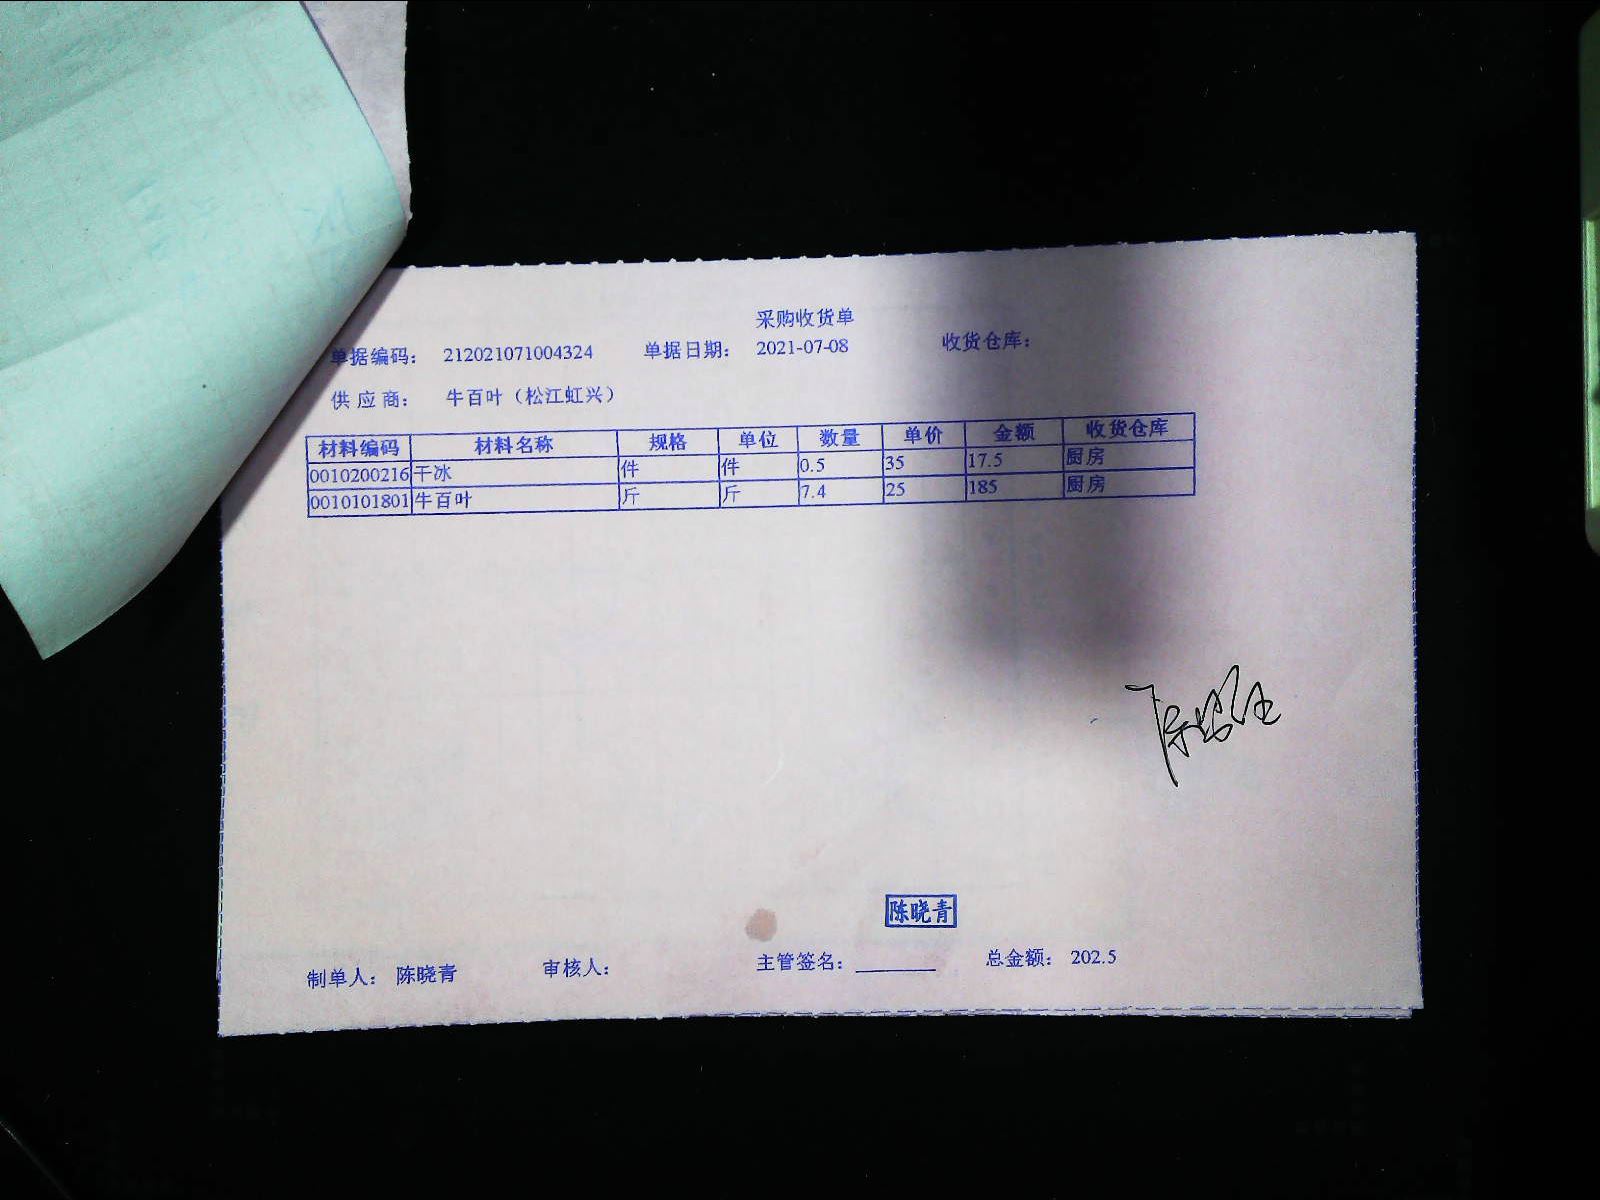 采购收货单
单据编码： 212021071004324 单据日期： 2021-07-08 收货仓库：
供应商： 牛百叶（松江虹兴）
材料编码 材料名称 规格 单位 数量 单价 金额 收货仓库
0010200216 干冰 件 件 0.5 35 17.5 厨房
0010101801 牛百叶 斤 斤 7.4 25 185 厨房
陈晓青
制单人： 陈晓青 审核人： 主管签名：________ 总金额： 202.5